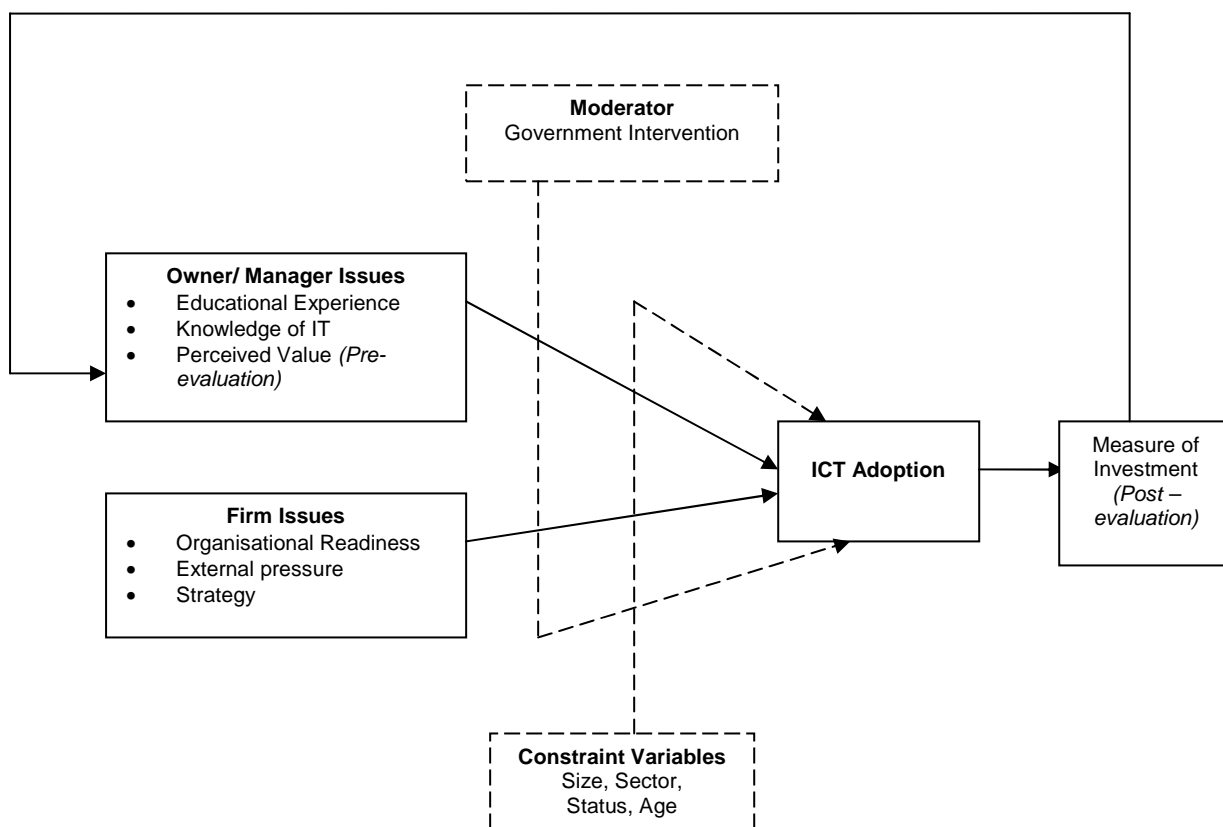 Moderator
Government Intervention
Owner/ Manager Issues
• Educational Experience
• Knowledge of IT
• Perceived Value (Pre-
evaluation)
ICT Adoption
Measure of
Investment
(Post –
evaluation)
Firm Issues
• Organisational Readiness
• External pressure
• Strategy
Constraint Variables
Size, Sector,
Status, Age